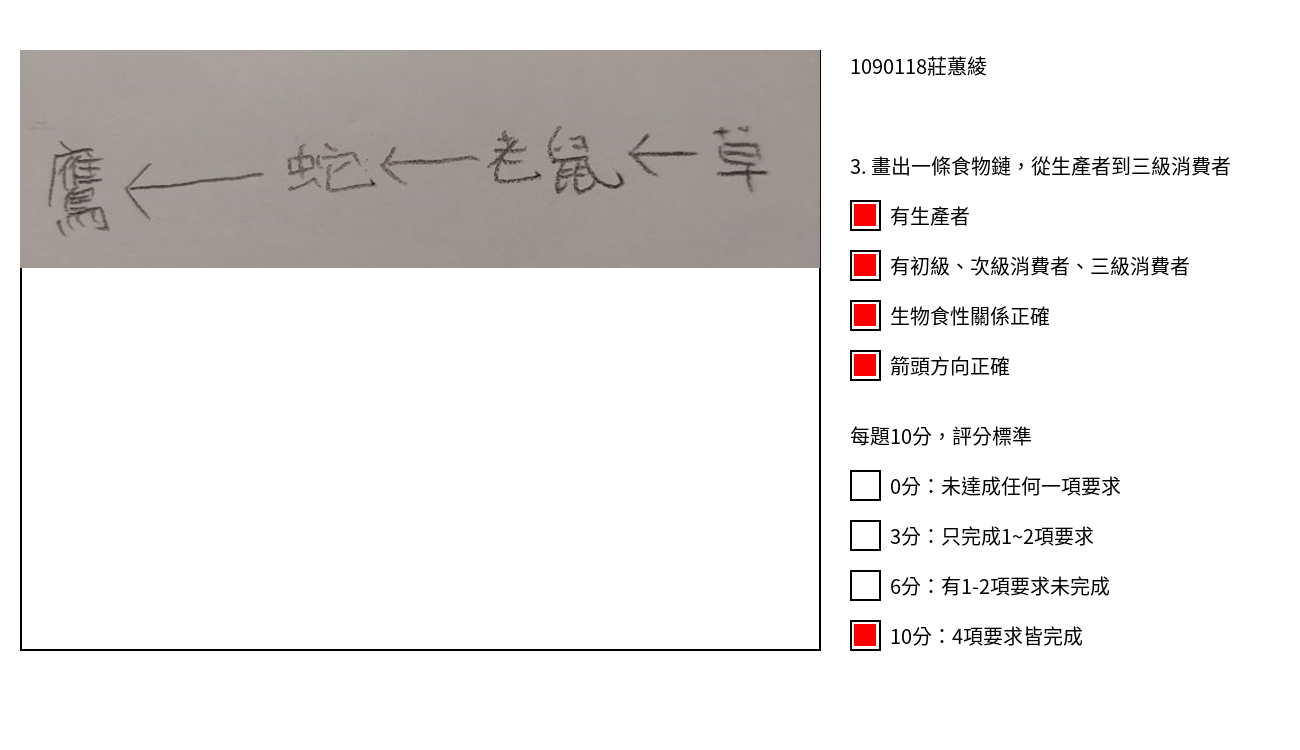 鷹 ← 蛇 ← 老鼠 ← 草
1090118莊蕙綾
3. 畫出一條食物鏈，從生產者到三級消費者
有生產者
有初級、次級消費者、三級消費者
生物食性關係正確
箭頭方向正確
每題10分，評分標準
0分：未達成任何一項要求
3分：只完成1~2項要求
6分：有1-2項要求未完成
10分：4項要求皆完成